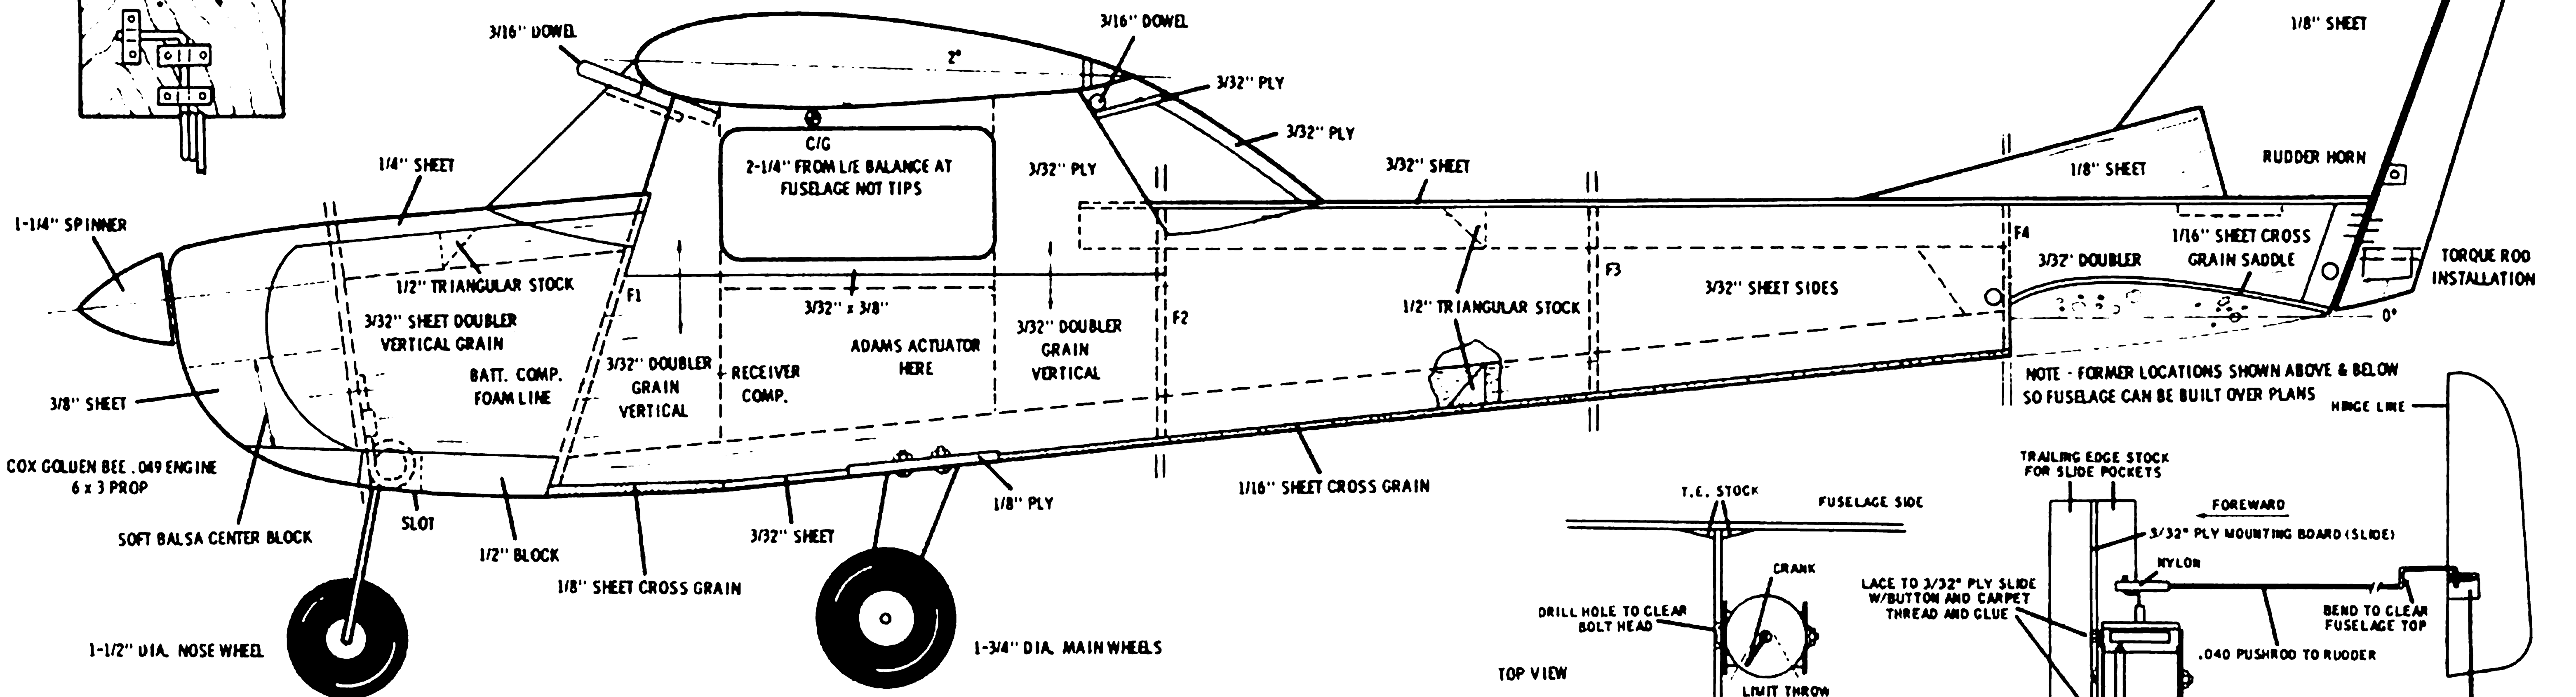 3/16" DOWEL
3/16" DOWEL
1/8" SHEET
2°
3/32" PLY
3/32" PLY
C/G
2-1/4" FROM L/E BALANCE AT
FUSELAGE NOT TIPS
3/32" PLY
1/4" SHEET
3/32" SHEET
1/8" SHEET
RUDDER HORN
1-1/4" SPINNER
1/2" TRIANGULAR STOCK
F1
3/32" x 3/8"
F2
1/2" TRIANGULAR STOCK
F3
3/32" SHEET SIDES
F4
3/32' DOUBLER
1/16" SHEET CROSS
GRAIN SADDLE
TORQUE ROD
INSTALLATION
0°
3/32" SHEET DOUBLER
VERTICAL GRAIN
BATT. COMP.
FOAM LINE
3/32" DOUBLER
GRAIN
VERTICAL
RECEIVER
COMP.
ADAMS ACTUATOR
HERE
3/32" DOUBLER
GRAIN
VERTICAL
3/8" SHEET
NOTE - FORMER LOCATIONS SHOWN ABOVE & BELOW
SO FUSELAGE CAN BE BUILT OVER PLANS
HINGE LINE
COX GOLDEN BEE .049 ENGINE
6 x 3 PROP
SOFT BALSA CENTER BLOCK
SLOT
1/2" BLOCK
1/8" SHEET CROSS GRAIN
3/32" SHEET
1/8" PLY
1/16" SHEET CROSS GRAIN
1-1/2" DIA. NOSE WHEEL
1-3/4" DIA. MAIN WHEELS
T.E. STOCK
FUSELAGE SIDE
CRANK
DRILL HOLE TO CLEAR
BOLT HEAD
TOP VIEW
LIMIT THROW
TRAILING EDGE STOCK
FOR SLIDE POCKETS
FOREWARD
3/32" PLY MOUNTING BOARD (SLIDE)
NYLON
LACE TO 3/32" PLY SLIDE
W/BUTTON AND CARPET
THREAD AND GLUE
BEND TO CLEAR
FUSELAGE TOP
.040 PUSHROD TO RUDDER